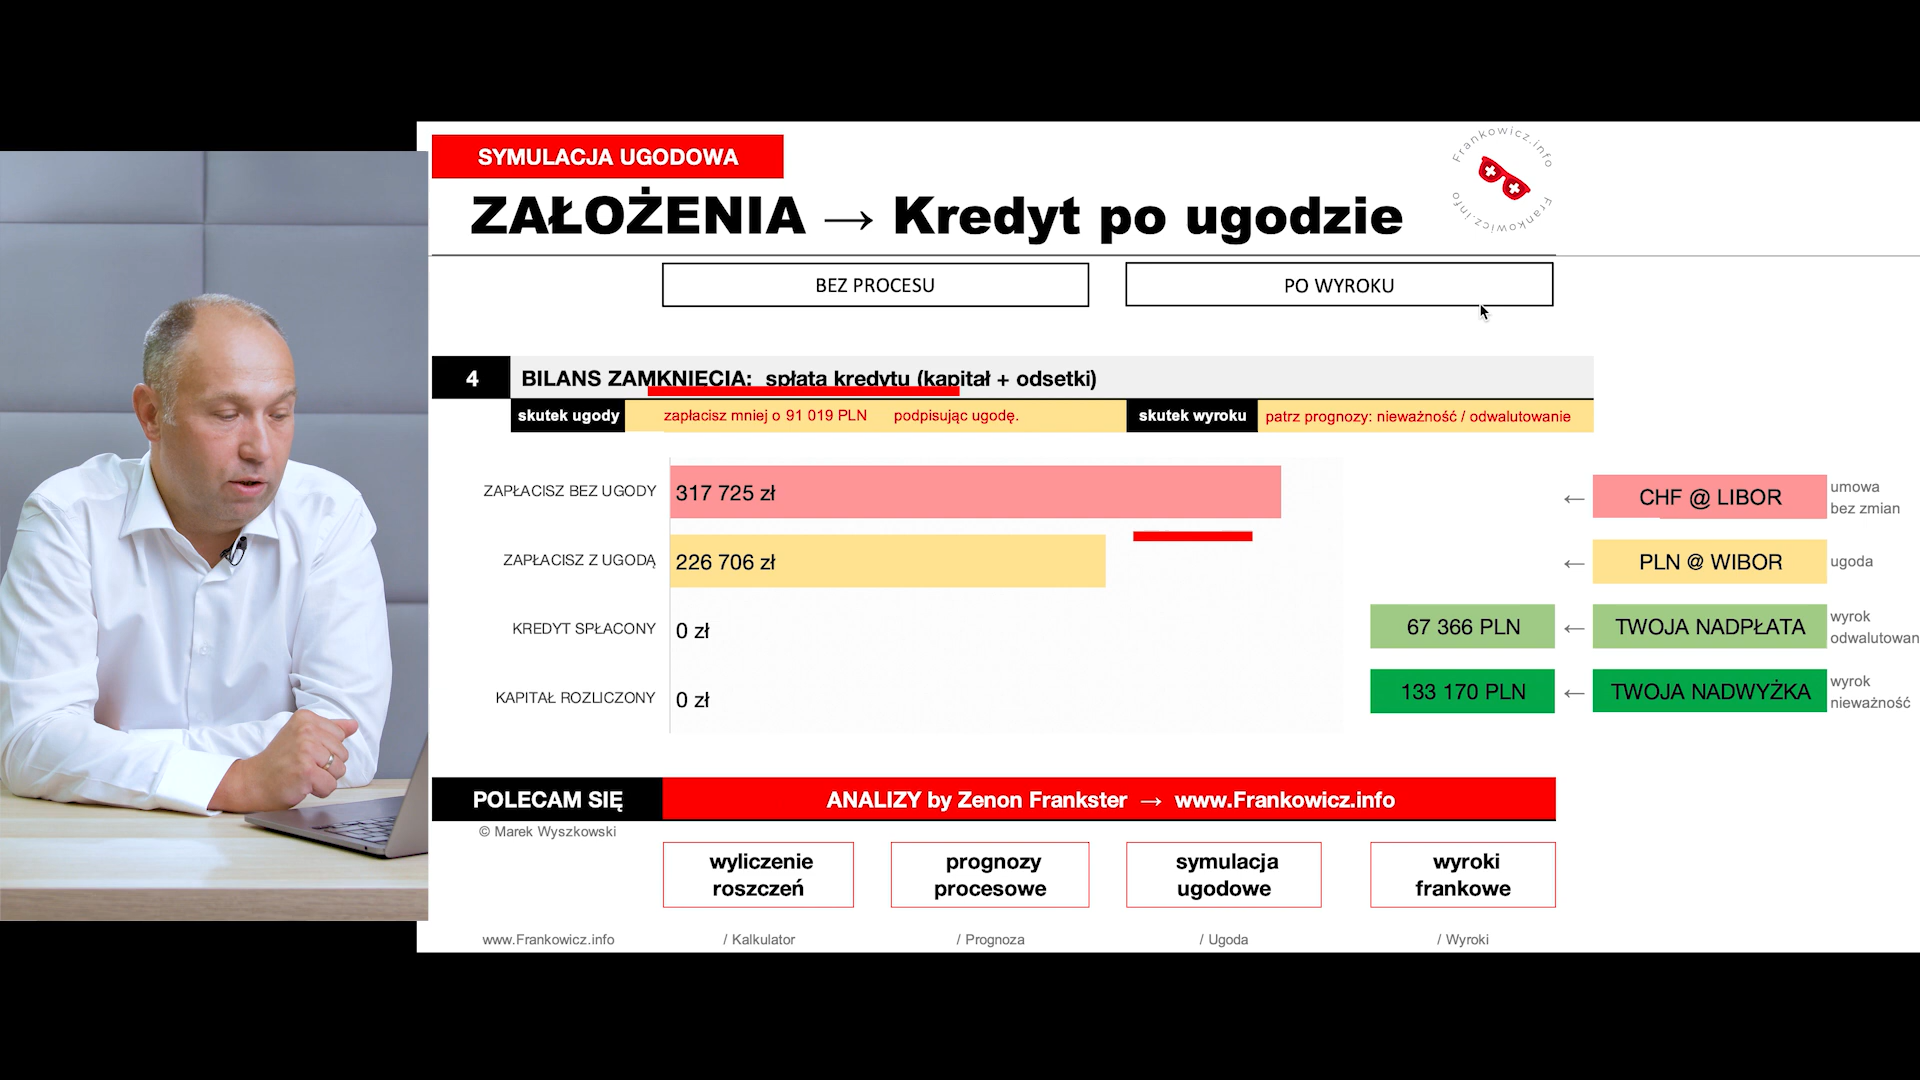 SYMULACJA UGODOWA
ZAŁOŻENIA → Kredyt po ugodzie
Frankowicz.info
Frankowicz.info
BEZ PROCESU
PO WYROKU
4
BILANS ZAMKNIĘCIA: spłata kredytu (kapitał + odsetki)
skutek ugody
zapłacisz mniej o 91 019 PLN podpisując ugodę.
skutek wyroku
patrz prognozy: nieważność / odwalutowanie
ZAPŁACISZ BEZ UGODY
317 725 zł
← CHF @ LIBOR
umowa
bez zmian
ZAPŁACISZ Z UGODĄ
226 706 zł
← PLN @ WIBOR
ugoda
KREDYT SPŁACONY
0 zł
67 366 PLN ← TWOJA NADPŁATA
wyrok
odwalutowan
KAPITAŁ ROZLICZONY
0 zł
133 170 PLN ← TWOJA NADWYŻKA
wyrok
nieważność
POLECAM SIĘ
ANALIZY by Zenon Frankster → www.Frankowicz.info
© Marek Wyszkowski
wyliczenie
roszczeń
prognozy
procesowe
symulacja
ugodowe
wyroki
frankowe
www.Frankowicz.info
/ Kalkulator
/ Prognoza
/ Ugoda
/ Wyroki